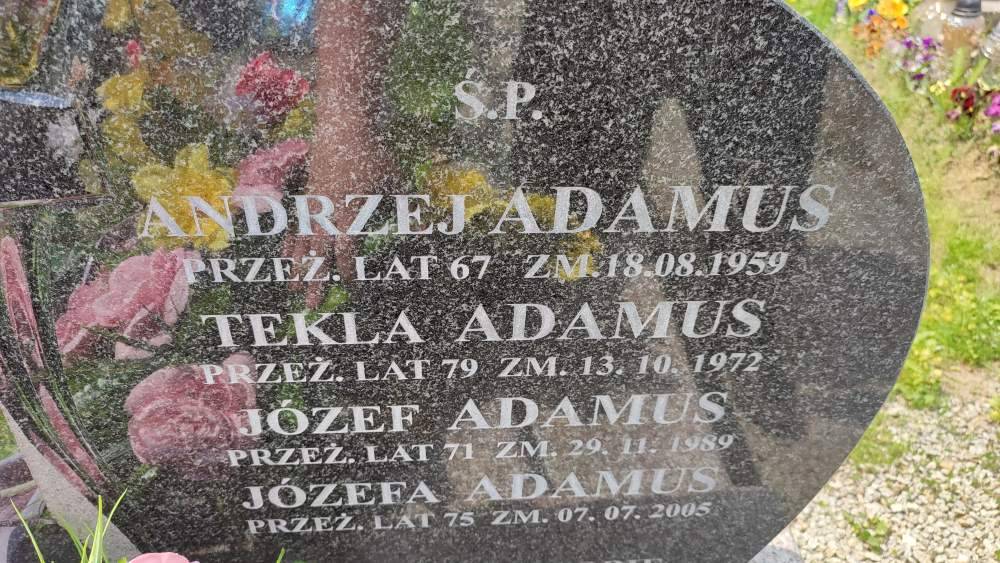 Ś.P.
ANDRZEJ ADAMUS
PRZEŻ. LAT 67 ZM. 18.08.1959
TEKLA ADAMUS
PRZEŻ. LAT 79 ZM. 13. 10. 1972
JÓZEF ADAMUS
PRZEŻ. LAT 71 ZM. 29. 11. 1989
JÓZEFA ADAMUS
PRZEŻ. LAT 75 ZM. 07. 07. 2005